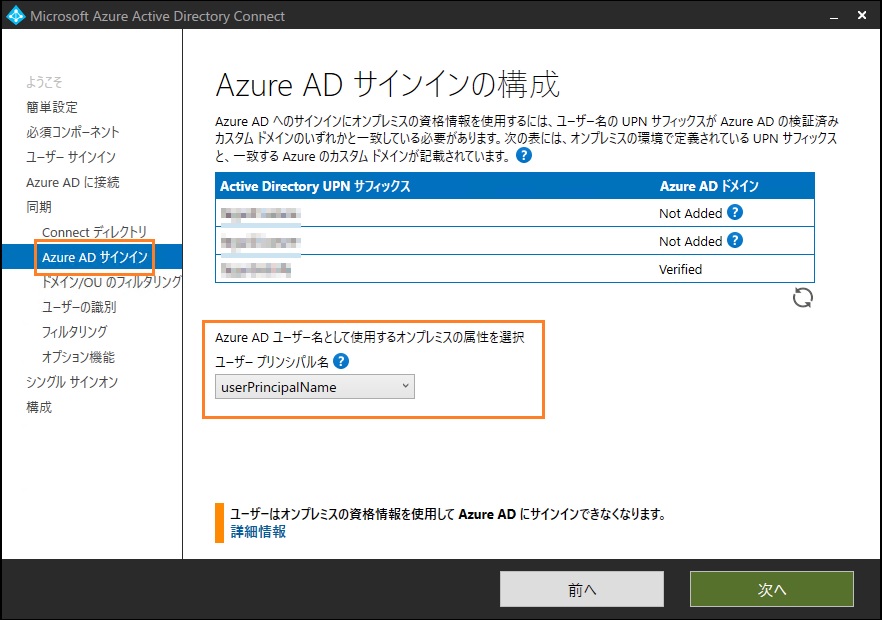 Microsoft Azure Active Directory Connect
ようこそ
簡単設定
必須コンポーネント
ユーザー サインイン
Azure AD に接続
同期
Connect ディレクトリ
Azure AD サインイン
ドメイン/OU のフィルタリング
ユーザーの識別
フィルタリング
オプション機能
シングル サインオン
構成
Azure AD サインインの構成
Azure AD へのサインインにオンプレミスの資格情報を使用するには、ユーザー名の UPN サフィックスが Azure AD の検証済み
カスタム ドメインのいずれかと一致している必要があります。次の表には、オンプレミスの環境で定義されている UPN サフィックス
と、一致する Azure のカスタム ドメインが記載されています。 ?
Active Directory UPN サフィックス Azure AD ドメイン
Not Added ?
Not Added ?
Verified
Azure AD ユーザー名として使用するオンプレミスの属性を選択
ユーザー プリンシパル名 ?
userPrincipalName
ユーザーはオンプレミスの資格情報を使用して Azure AD にサインインできなくなります。
詳細情報
前へ
次へ